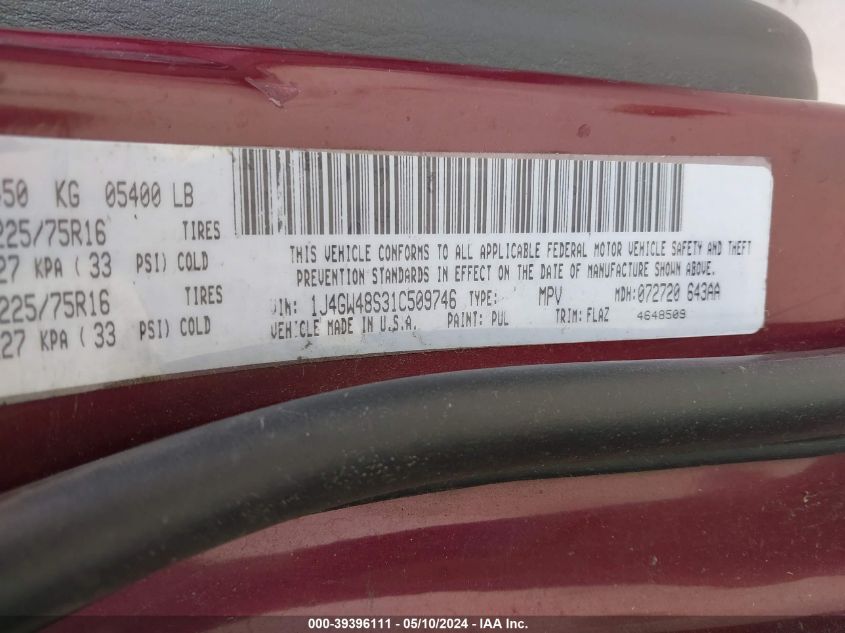 50 KG 05400 LB
225/75R16 TIRES
27 KPA ( 33 PSI) COLD
225/75R16 TIRES
27 KPA ( 33 PSI) COLD
THIS VEHICLE CONFORMS TO ALL APPLICABLE FEDERAL MOTOR VEHICLE SAFETY AND THEFT
PREVENTION STANDARDS IN EFFECT ON THE DATE OF MANUFACTURE SHOWN ABOVE.
VIN: 1J4GW48S31C509746 TYPE: MPV MDH: 072720 643AA
VEHICLE MADE IN U.S.A. PAINT: PUL TRIM: FLAZ 4648509
000-39396111 - 05/10/2024 - IAAI Inc.